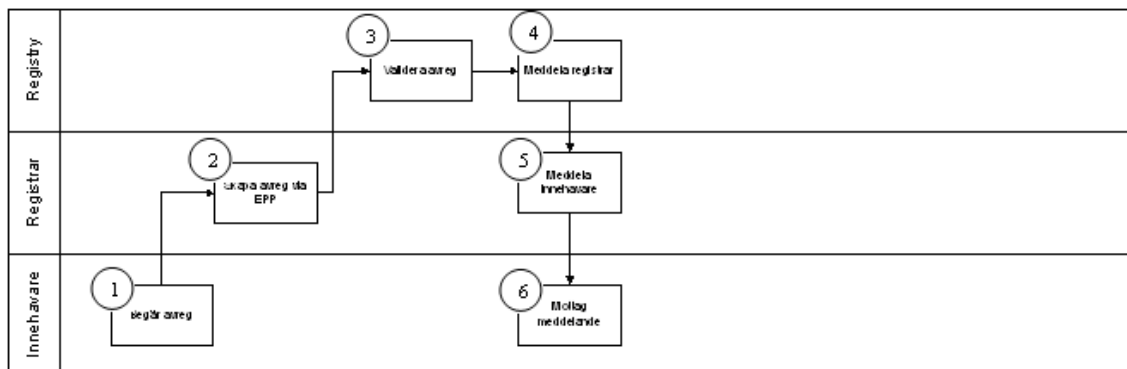 Registry
3
Validera avreg
4
Meddela registrar
Registrar
2
Skapa avreg via
EPP
5
Meddela
Innehavare
Innehavare
1
Begär avreg
6
Mottag
meddelande